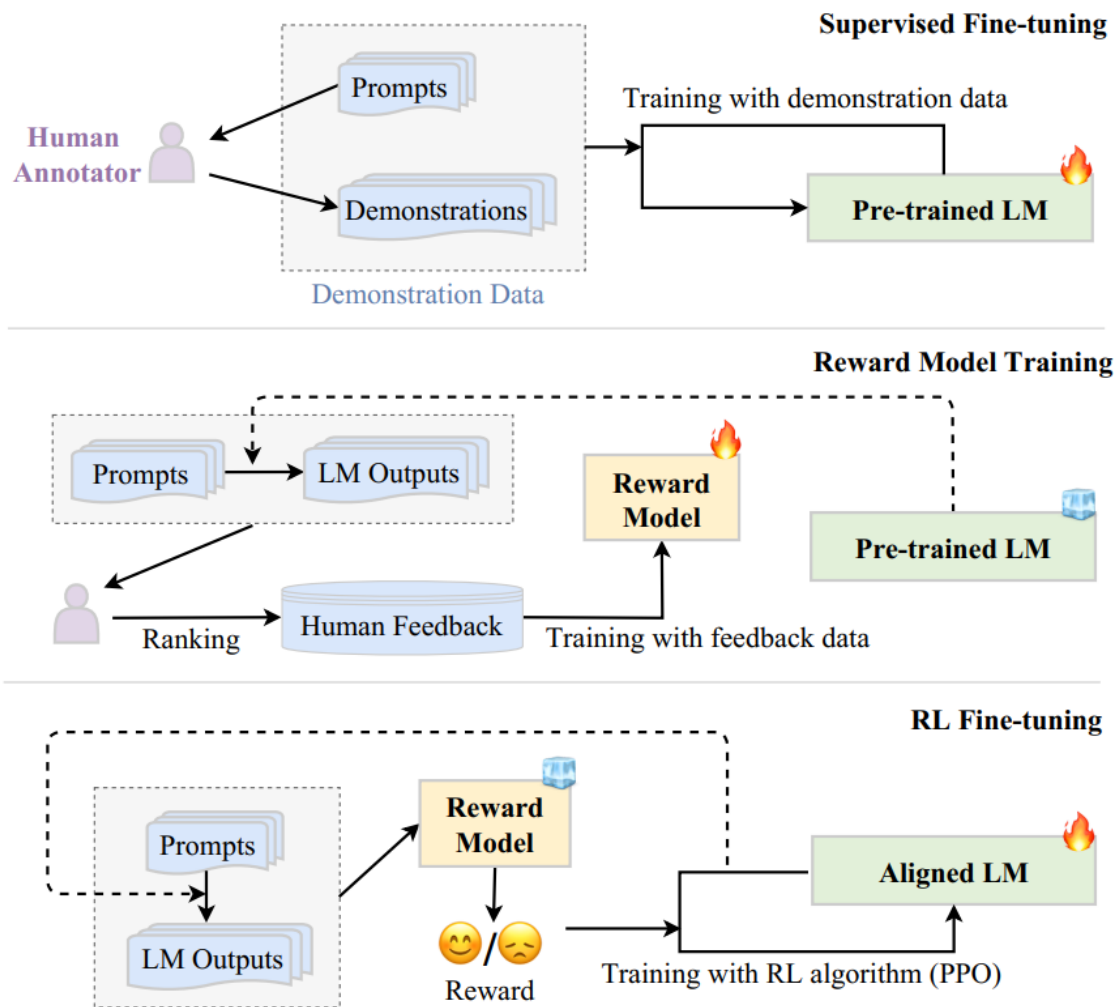 Supervised Fine-tuning
Prompts
Training with demonstration data
Human
Annotator
Demonstrations
Pre-trained LM
Demonstration Data
Reward Model Training
Prompts
LM Outputs
Reward
Model
Pre-trained LM
Ranking
Human Feedback
Training with feedback data
RL Fine-tuning
Reward
Model
Prompts
Aligned LM
LM Outputs
/
Training with RL algorithm (PPO)
Reward